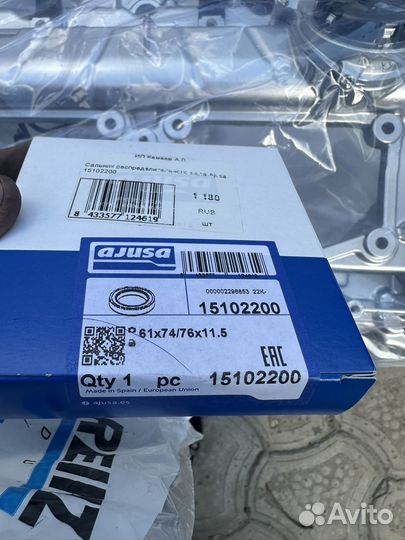 ИП Камаев А.Л.
Сальник распределительного вала Ajusa
15102200
8 433577 124619
1 180
RUB
шт
ajusa
000002298853 22K-
15102200
61x74/76x11.5
EAC
Qty 1 pc 15102200
Made in Spain / European Union
ajusa.es
REINZ
Avito